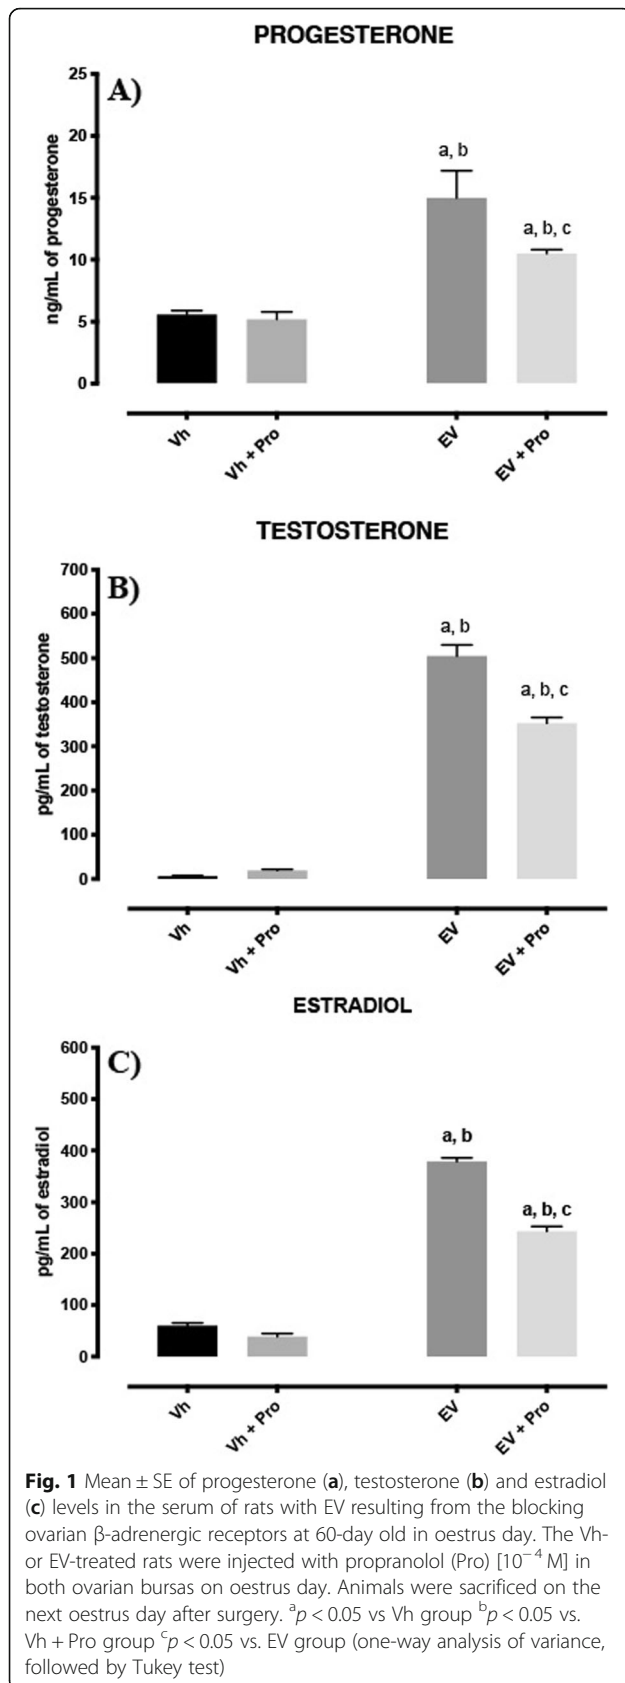 PROGESTERONE
A)
ng/mL of progesterone
25
20
15
10
5
0
a, b
a, b, c
Vh
Vh + Pro
EV
EV + Pro
TESTOSTERONE
B)
pg/mL of testosterone
700
600
500
400
300
200
100
0
a, b
a, b, c
Vh
Vh + Pro
EV
EV + Pro
ESTRADIOL
C)
pg/mL of estradiol
600
500
400
300
200
100
0
a, b
a, b, c
Vh
Vh + Pro
EV
EV + Pro
Fig. 1 Mean ± SE of progesterone (a), testosterone (b) and estradiol
(c) levels in the serum of rats with EV resulting from the blocking
ovarian β-adrenergic receptors at 60-day old in oestrus day. The Vh-
or EV-treated rats were injected with propranolol (Pro) [10⁻⁴ M] in
both ovarian bursas on oestrus day. Animals were sacrificed on the
next oestrus day after surgery. ᵃp < 0.05 vs Vh group ᵇp < 0.05 vs.
Vh + Pro group ᶜp < 0.05 vs. EV group (one-way analysis of variance,
followed by Tukey test)